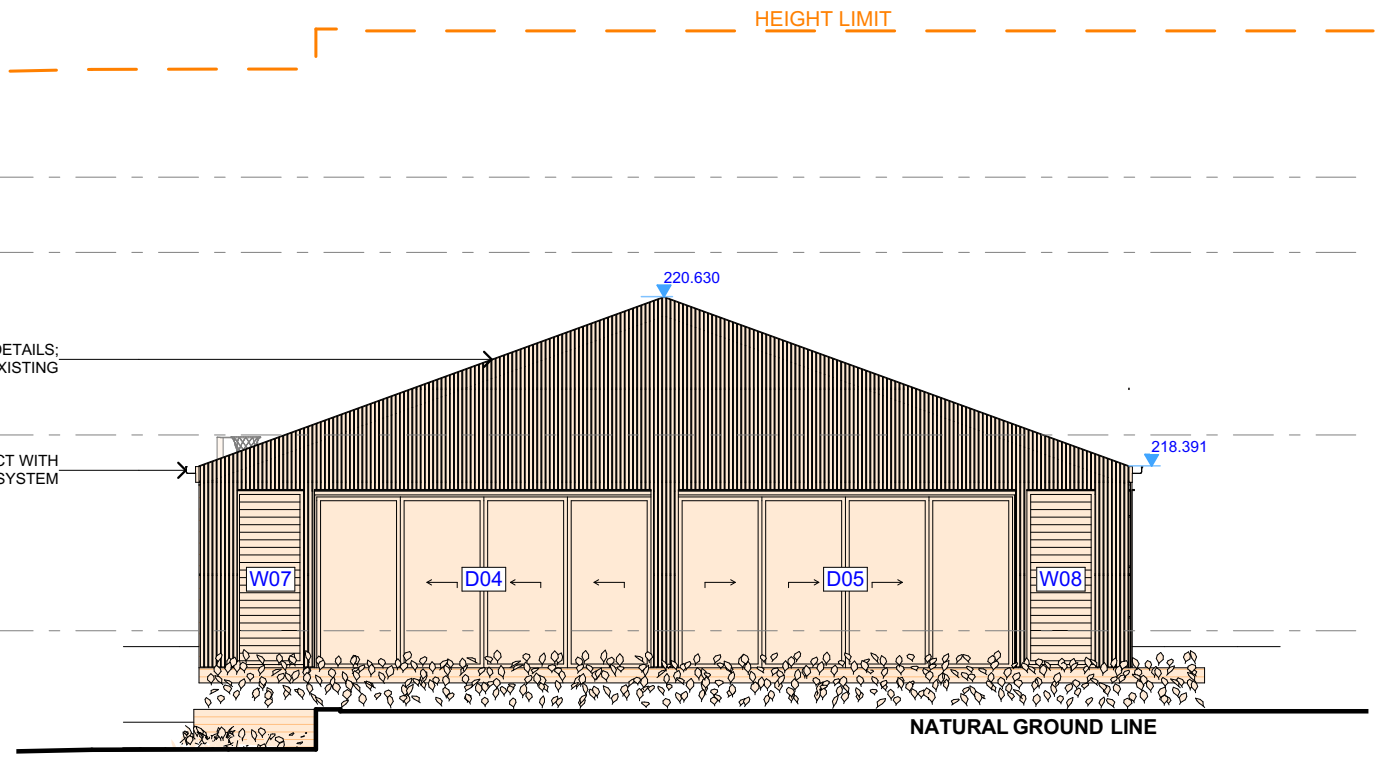 HEIGHT LIMIT
220.630
DETAILS;
XISTING
218.391
CT WITH
SYSTEM
W07
D04
D05
W08
NATURAL GROUND LINE